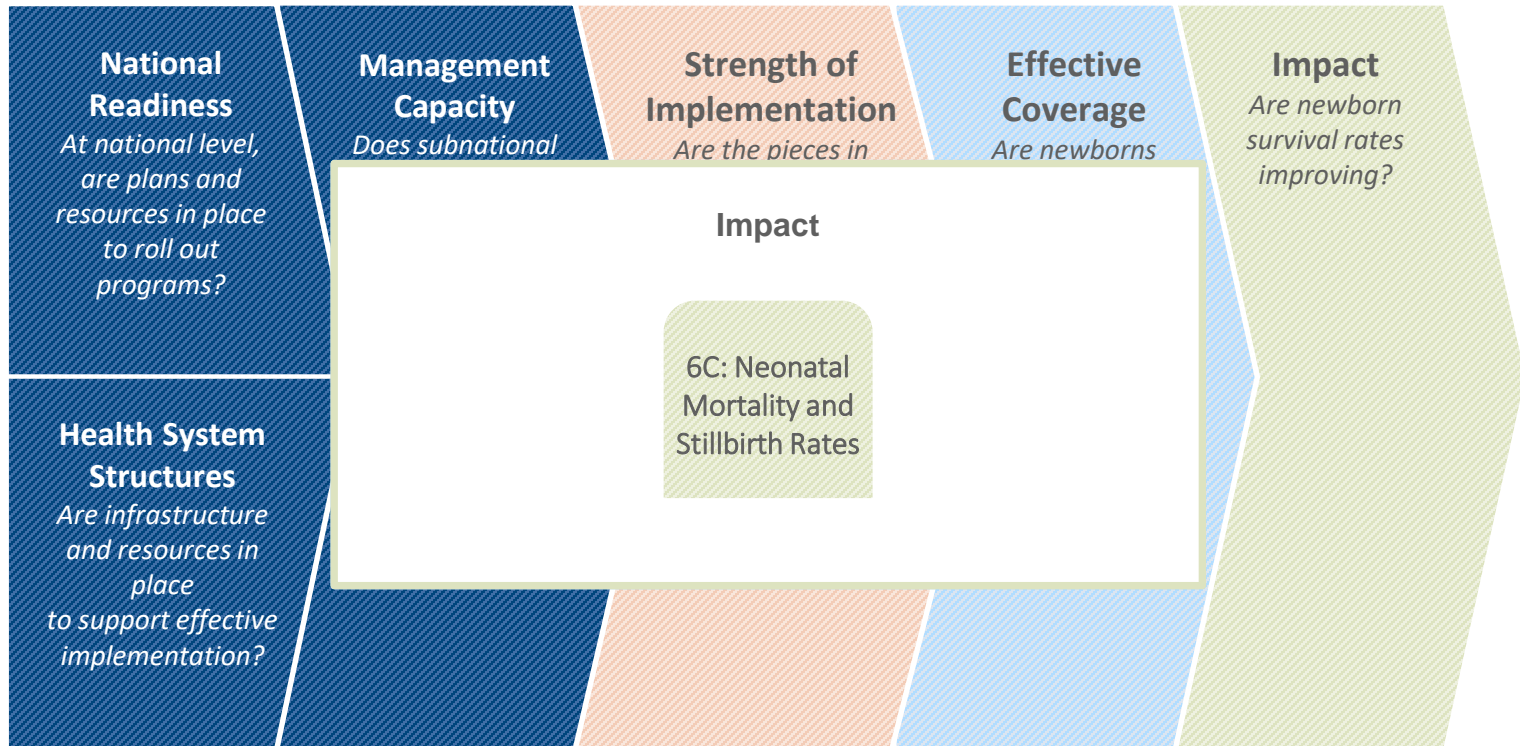 National
Readiness
At national level,
are plans and
resources in place
to roll out
programs?
Health System
Structures
Are infrastructure
and resources in
place
to support effective
implementation?
Management
Capacity
Does subnational
Strength of
Implementation
Are the pieces in
Effective
Coverage
Are newborns
Impact
Are newborn
survival rates
improving?
Impact
6C: Neonatal
Mortality and
Stillbirth Rates